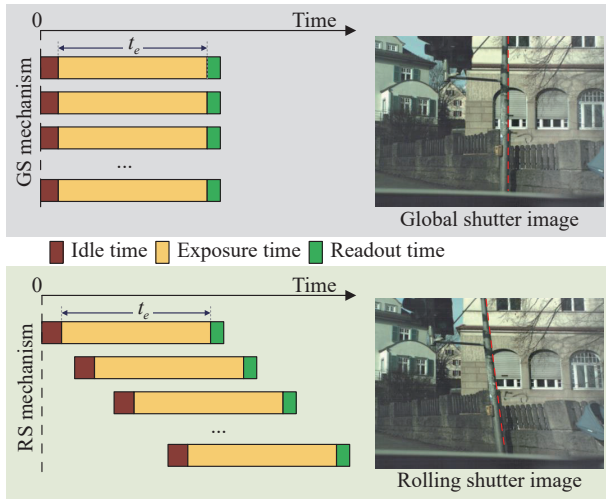 0 Time
t_e
GS mechanism
...
Global shutter image
Idle time Exposure time Readout time
0 Time
t_e
RS mechanism
...
Rolling shutter image